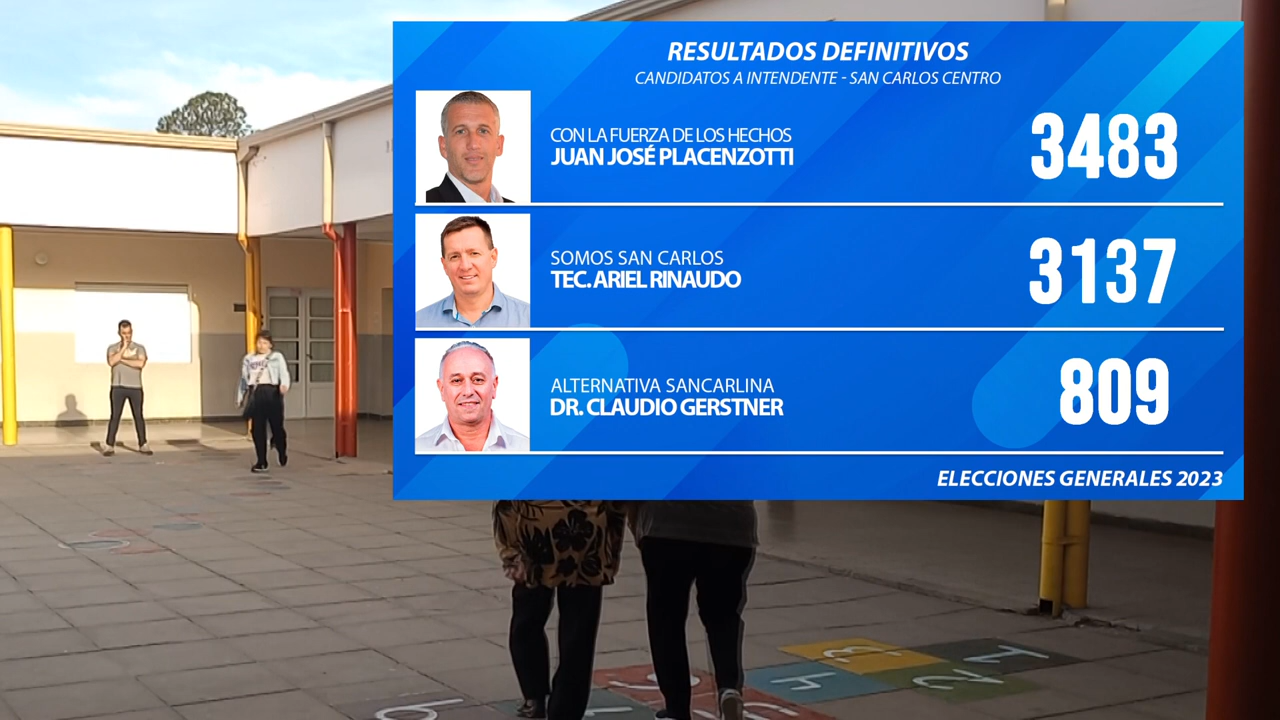 RESULTADOS DEFINITIVOS
CANDIDATOS A INTENDENTE - SAN CARLOS CENTRO
CON LA FUERZA DE LOS HECHOS
JUAN JOSÉ PLACENZOTTI
3483
SOMOS SAN CARLOS
TEC. ARIEL RINAUDO
3137
ALTERNATIVA SANCARLINA
DR. CLAUDIO GERSTNER
809
ELECCIONES GENERALES 2023